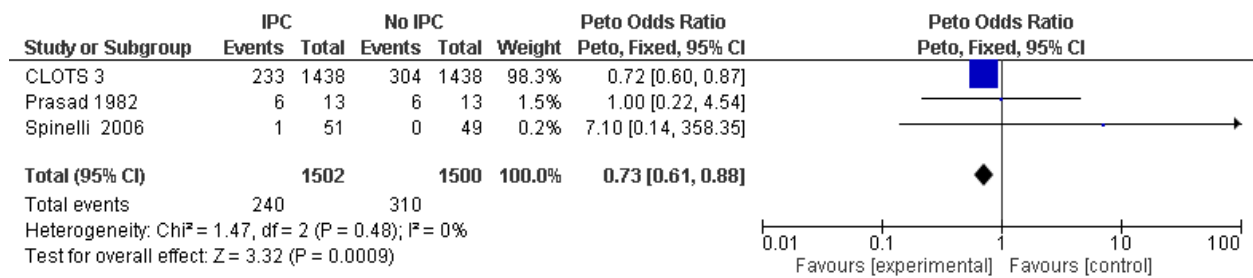 IPC No IPC Peto Odds Ratio Peto Odds Ratio
Study or Subgroup Events Total Events Total Weight Peto, Fixed, 95% CI Peto, Fixed, 95% CI
CLOTS 3 233 1438 304 1438 98.3% 0.72 [0.60, 0.87]
Prasad 1982 6 13 6 13 1.5% 1.00 [0.22, 4.54]
Spinelli 2006 1 51 0 49 0.2% 7.10 [0.14, 358.35]
Total (95% CI) 1502 1500 100.0% 0.73 [0.61, 0.88]
Total events 240 310
Heterogeneity: Chi² = 1.47, df = 2 (P = 0.48); I² = 0%
Test for overall effect: Z = 3.32 (P = 0.0009)
0.01 0.1 1 10 100
Favours [experimental] Favours [control]